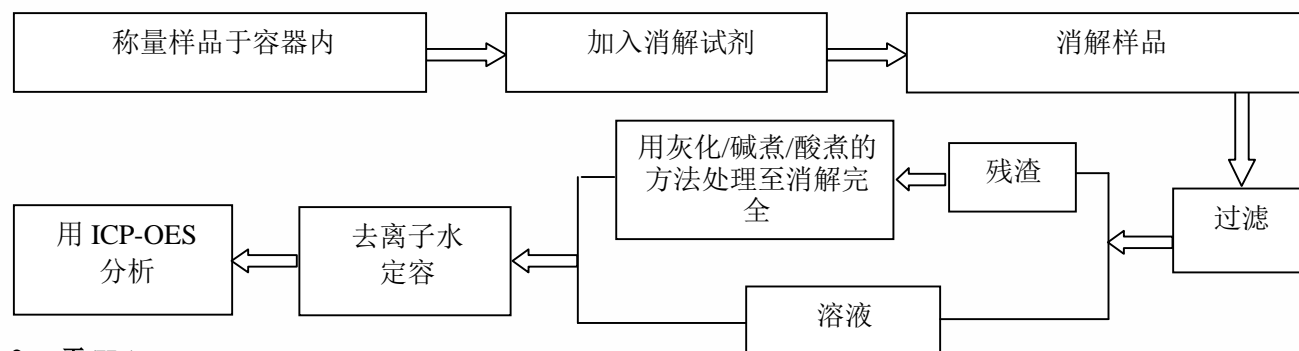 称量样品于容器内
加入消解试剂
消解样品
用灰化/碱煮/酸煮的
方法处理至消解完
全
残渣
过滤
用 ICP-OES
分析
去离子水
定容
溶液